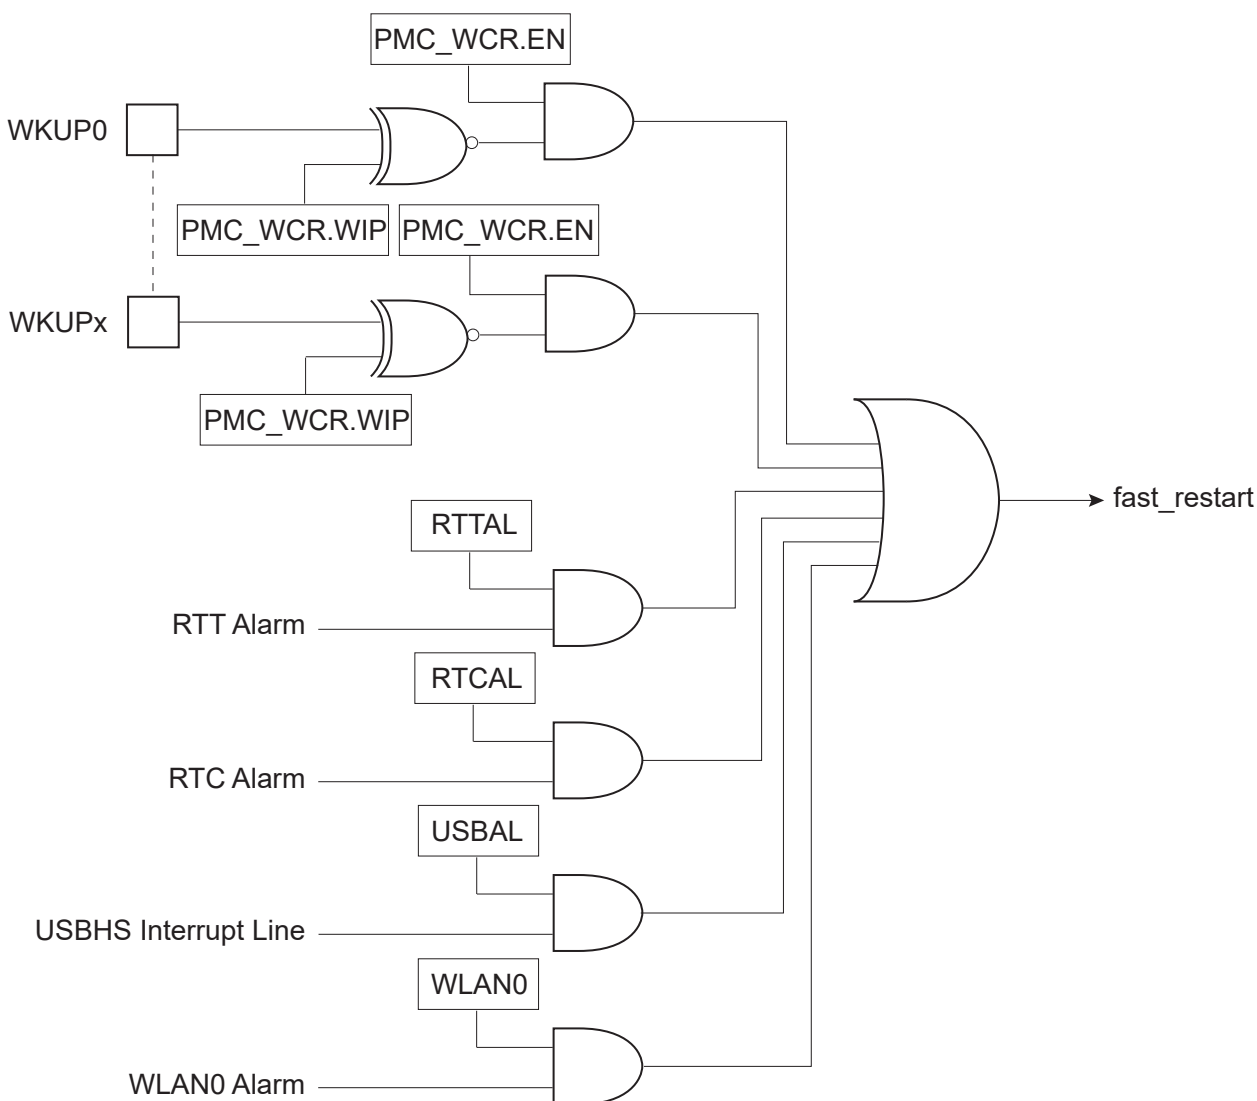 PMC_WCR.EN
WKUP0
PMC_WCR.WIP
PMC_WCR.EN
WKUPx
PMC_WCR.WIP
fast_restart
RTTAL
RTT Alarm
RTCAL
RTC Alarm
USBAL
USBHS Interrupt Line
WLAN0
WLAN0 Alarm